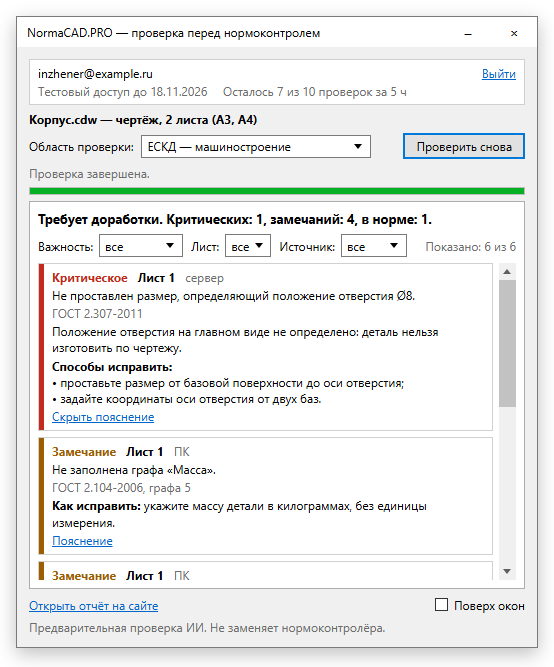 NormaCAD.PRO — проверка перед нормоконтролем
inzhener@example.ru Выйти
Тестовый доступ до 18.11.2026 Осталось 7 из 10 проверок за 5 ч
Корпус.cdw — чертёж, 2 листа (А3, А4)
Область проверки: ЕСКД — машиностроение Проверить снова
Проверка завершена.
Требует доработки. Критических: 1, замечаний: 4, в норме: 1.
Важность: все Лист: все Источник: все Показано: 6 из 6
Критическое Лист 1 сервер
Не проставлен размер, определяющий положение отверстия Ø8.
ГОСТ 2.307-2011
Положение отверстия на главном виде не определено: деталь нельзя
изготовить по чертежу.
Способы исправить:
• проставьте размер от базовой поверхности до оси отверстия;
• задайте координаты оси отверстия от двух баз.
Скрыть пояснение
Замечание Лист 1 ПК
Не заполнена графа «Масса».
ГОСТ 2.104-2006, графа 5
Как исправить: укажите массу детали в килограммах, без единицы
измерения.
Пояснение
Замечание Лист 1 ПК
Открыть отчёт на сайте Поверх окон
Предварительная проверка ИИ. Не заменяет нормоконтролёра.